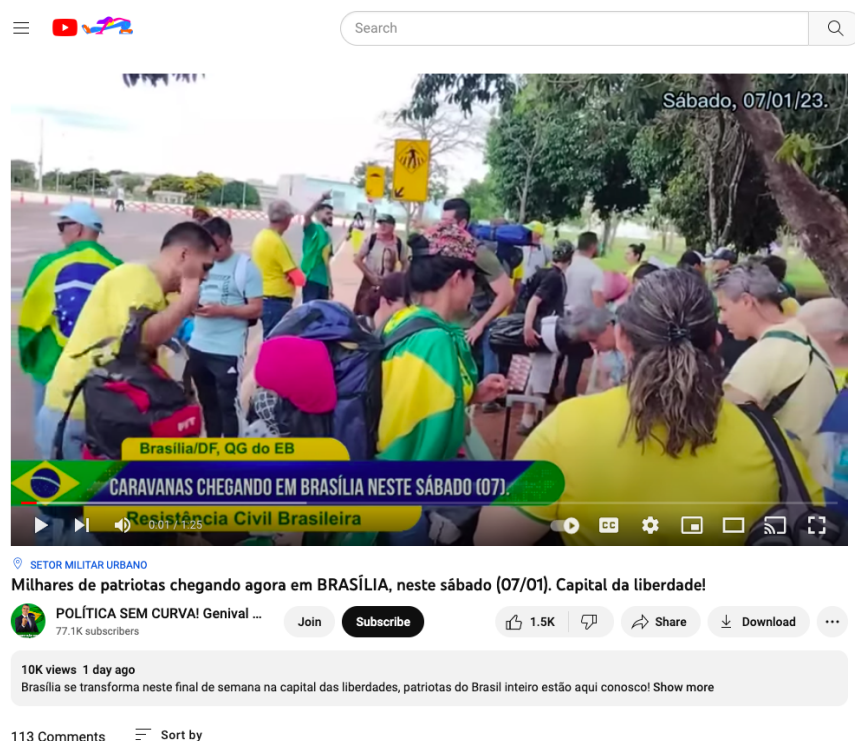 Search
Sábado, 07/01/23.
Brasília/DF, QG do EB
CARAVANAS CHEGANDO EM BRASÍLIA NESTE SÁBADO (07).
Resistência Civil Brasileira
0:01 / 1:25
CC
SETOR MILITAR URBANO
Milhares de patriotas chegando agora em BRASÍLIA, neste sábado (07/01). Capital da liberdade!
POLÍTICA SEM CURVA! Genival ...
77.1K subscribers
Join
Subscribe
1.5K
Share
Download
10K views 1 day ago
Brasília se transforma neste final de semana na capital das liberdades, patriotas do Brasil inteiro estão aqui conosco! Show more
113 Comments
Sort by